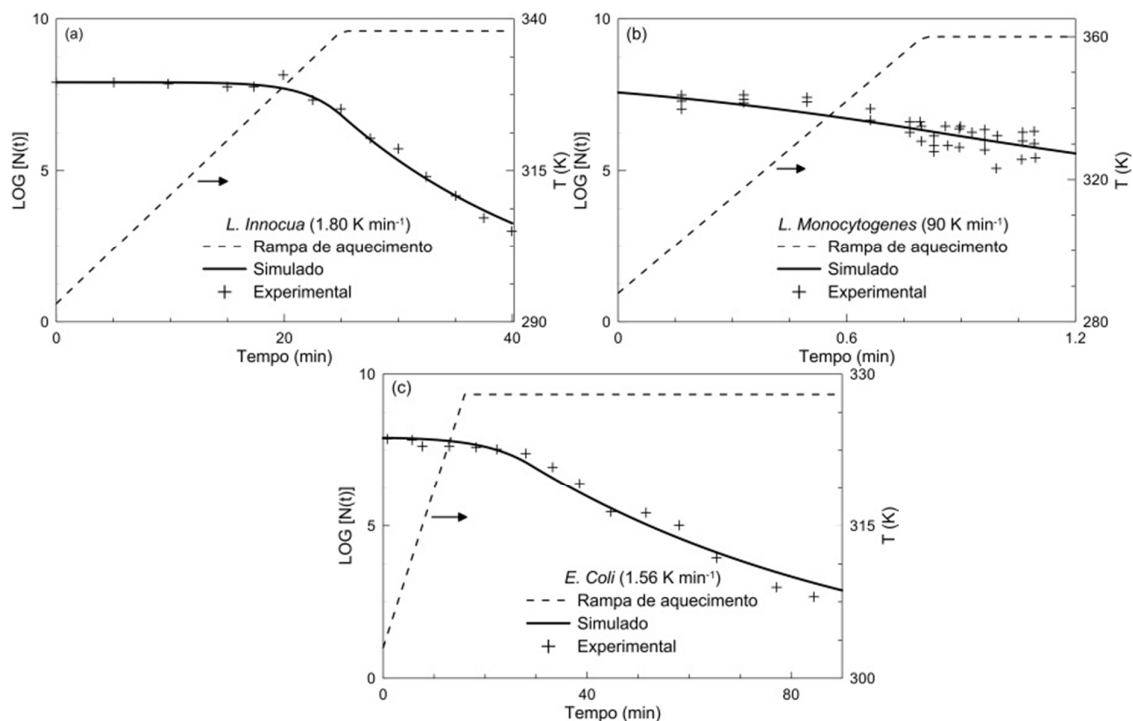 (a)
10
5
0
LOG [N(t)]
340
315
290
T (K)
L. Innocua (1.80 K min⁻¹)
Rampa de aquecimento
Simulado
Experimental
0 20 40
Tempo (min)
(b)
10
5
0
LOG [N(t)]
360
320
280
T (K)
L. Monocytogenes (90 K min⁻¹)
Rampa de aquecimento
Simulado
Experimental
0 0.6 1.2
Tempo (min)
(c)
10
5
0
LOG [N(t)]
330
315
300
T (K)
E. Coli (1.56 K min⁻¹)
Rampa de aquecimento
Simulado
Experimental
0 40 80
Tempo (min)